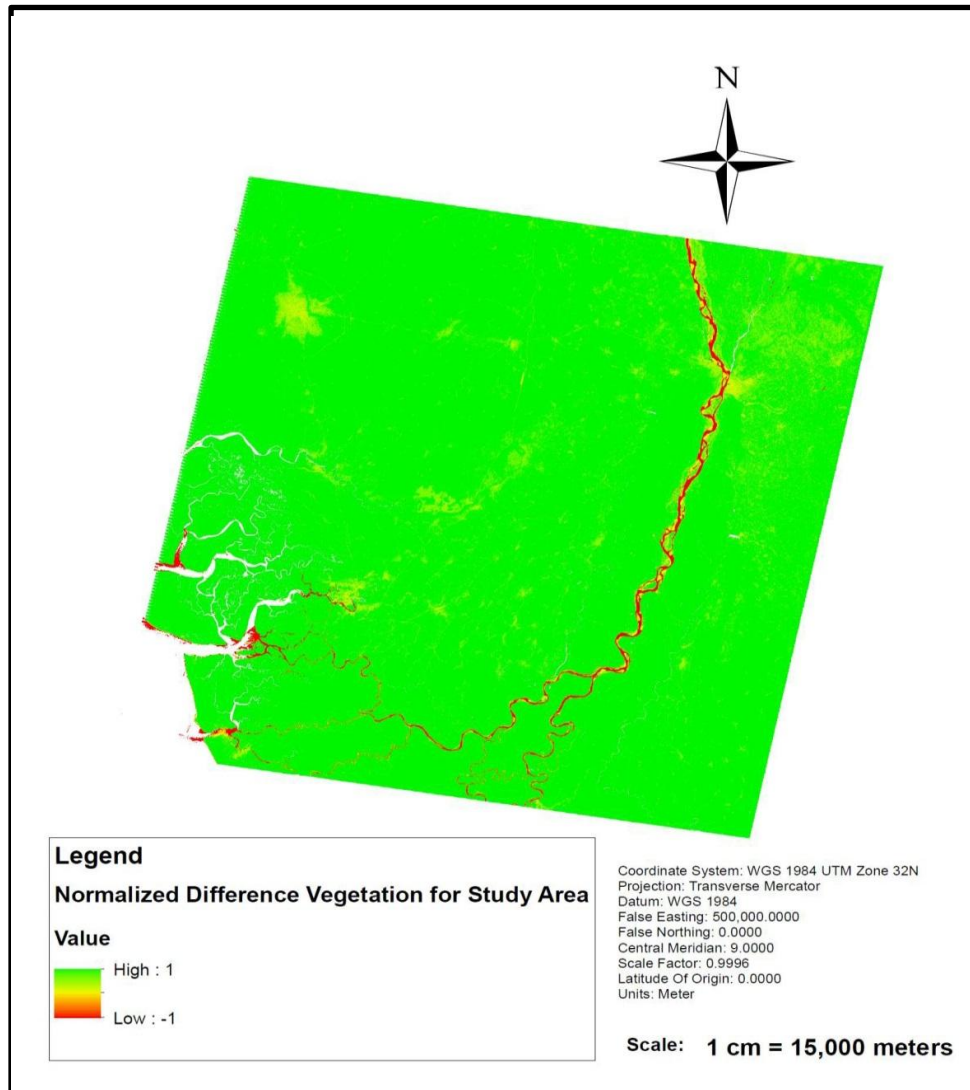 N
Legend
Normalized Difference Vegetation for Study Area
Value
High : 1
Low : -1
Coordinate System: WGS 1984 UTM Zone 32N
Projection: Transverse Mercator
Datum: WGS 1984
False Easting: 500,000.0000
False Northing: 0.0000
Central Meridian: 9.0000
Scale Factor: 0.9996
Latitude Of Origin: 0.0000
Units: Meter
Scale: 1 cm = 15,000 meters